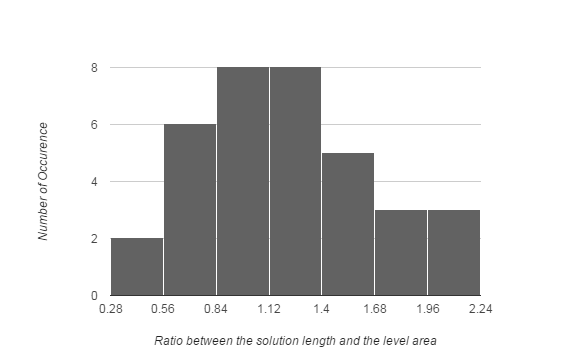 8
6
4
2
0
Number of Occurence
0.28 0.56 0.84 1.12 1.4 1.68 1.96 2.24
Ratio between the solution length and the level area